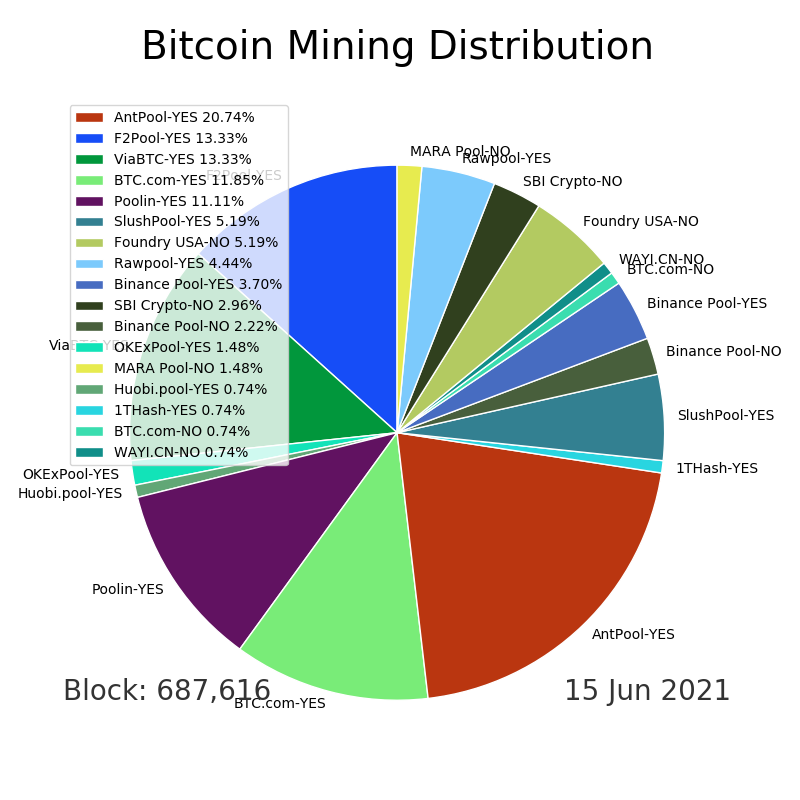 Bitcoin Mining Distribution
AntPool-YES 20.74%
F2Pool-YES 13.33%
ViaBTC-YES 13.33%
BTC.com-YES 11.85%
Poolin-YES 11.11%
SlushPool-YES 5.19%
Foundry USA-NO 5.19%
Rawpool-YES 4.44%
Binance Pool-YES 3.70%
SBI Crypto-NO 2.96%
Binance Pool-NO 2.22%
OKExPool-YES 1.48%
MARA Pool-NO 1.48%
Huobi.pool-YES 0.74%
1THash-YES 0.74%
BTC.com-NO 0.74%
WAYI.CN-NO 0.74%
F2Pool-YES
ViaBTC-YES
OKExPool-YES
Huobi.pool-YES
Poolin-YES
BTC.com-YES
AntPool-YES
1THash-YES
SlushPool-YES
Binance Pool-NO
Binance Pool-YES
BTC.com-NO
WAYI.CN-NO
Foundry USA-NO
SBI Crypto-NO
Rawpool-YES
MARA Pool-NO
Block: 687,616
15 Jun 2021